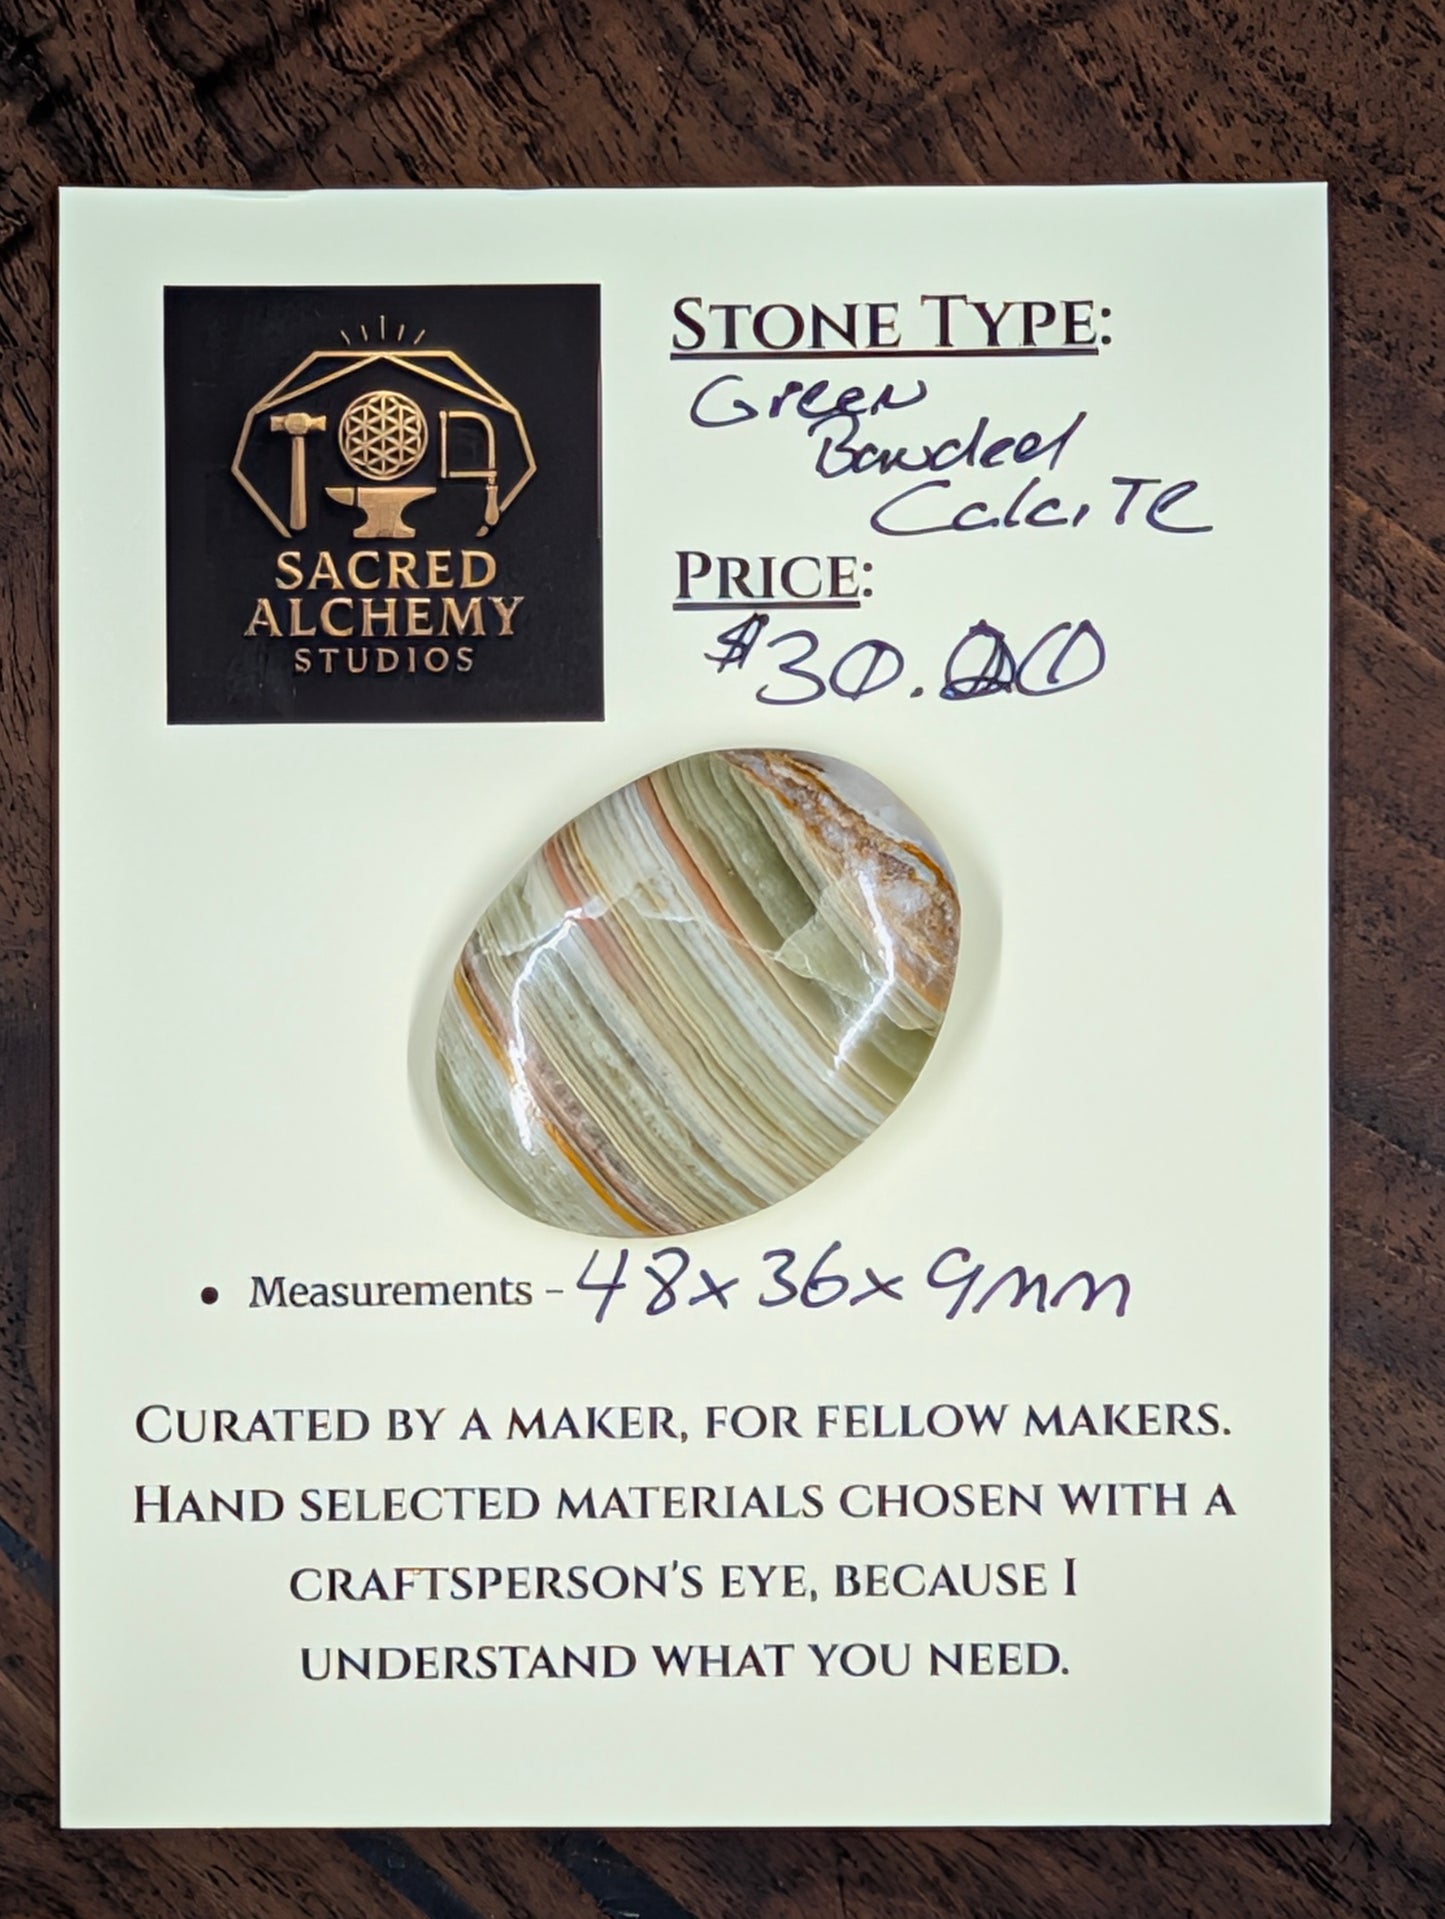 SACRED
ALCHEMY
STUDIOS
STONE TYPE:
Green
Banded
Calcite
PRICE:
$30.00
• Measurements - 48x36x9mm
CURATED BY A MAKER, FOR FELLOW MAKERS.
HAND SELECTED MATERIALS CHOSEN WITH A
CRAFTSPERSON'S EYE, BECAUSE I
UNDERSTAND WHAT YOU NEED.